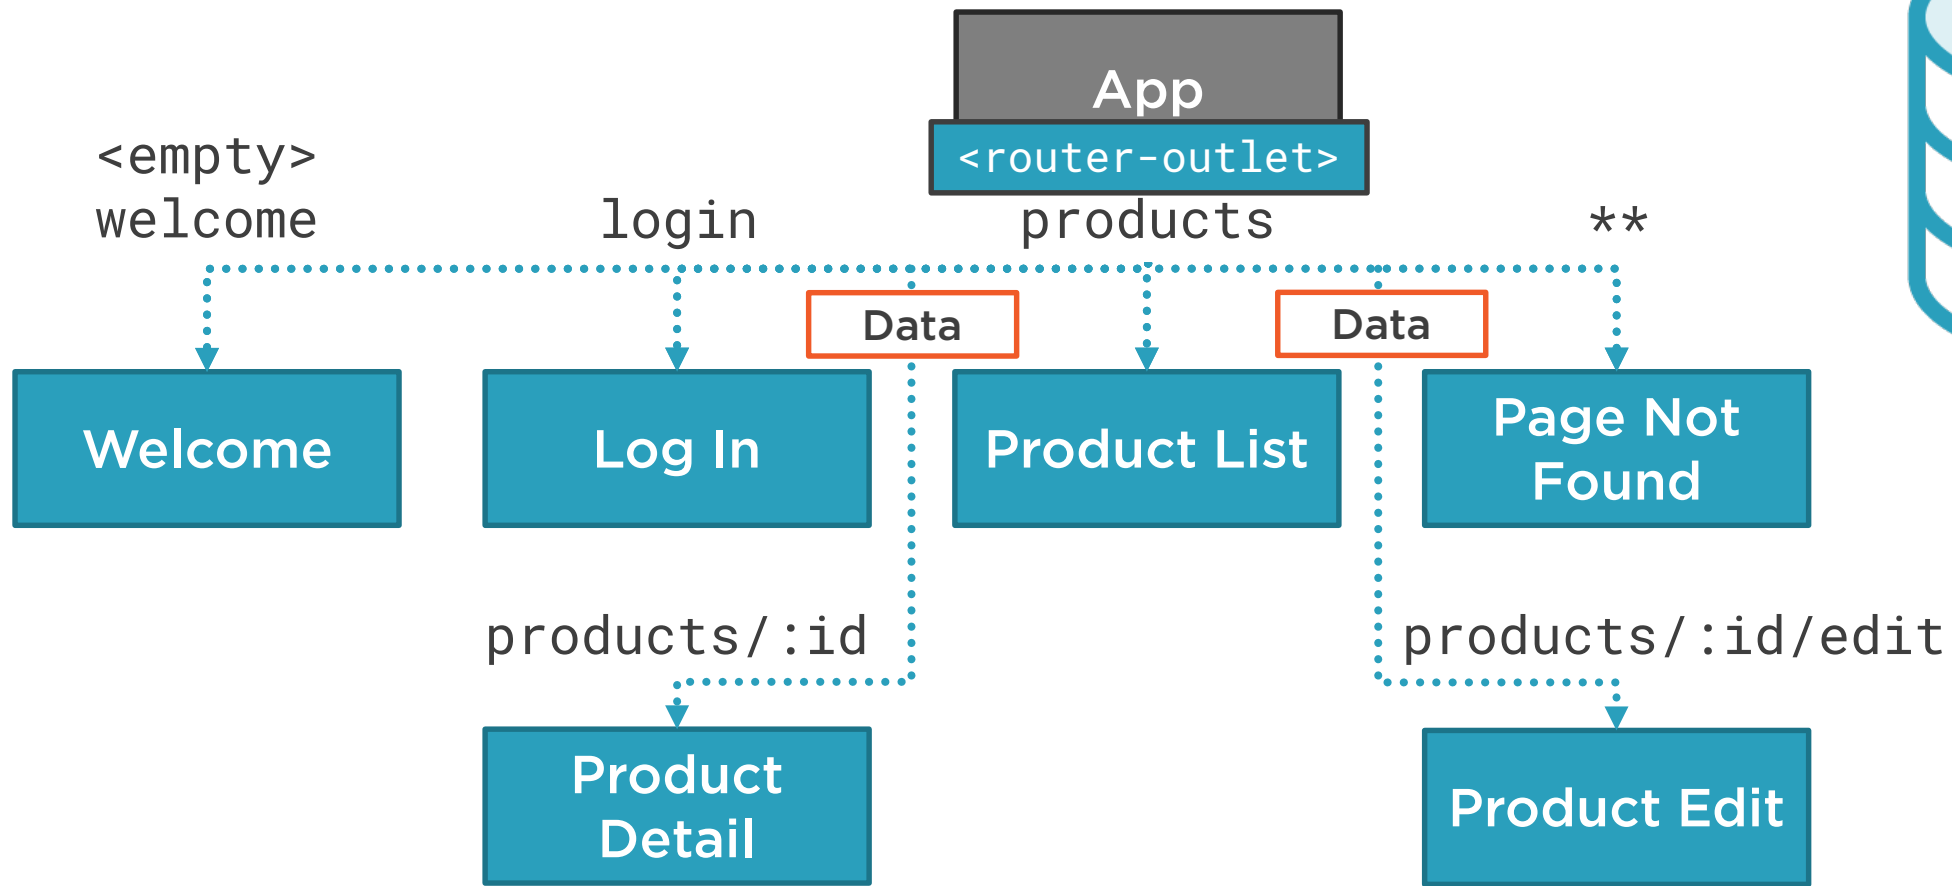 App
<router-outlet>
<empty>
welcome
login
products
**
Data
Data
Welcome
Log In
Product List
Page Not
Found
products/:id
products/:id/edit
Product
Detail
Product Edit